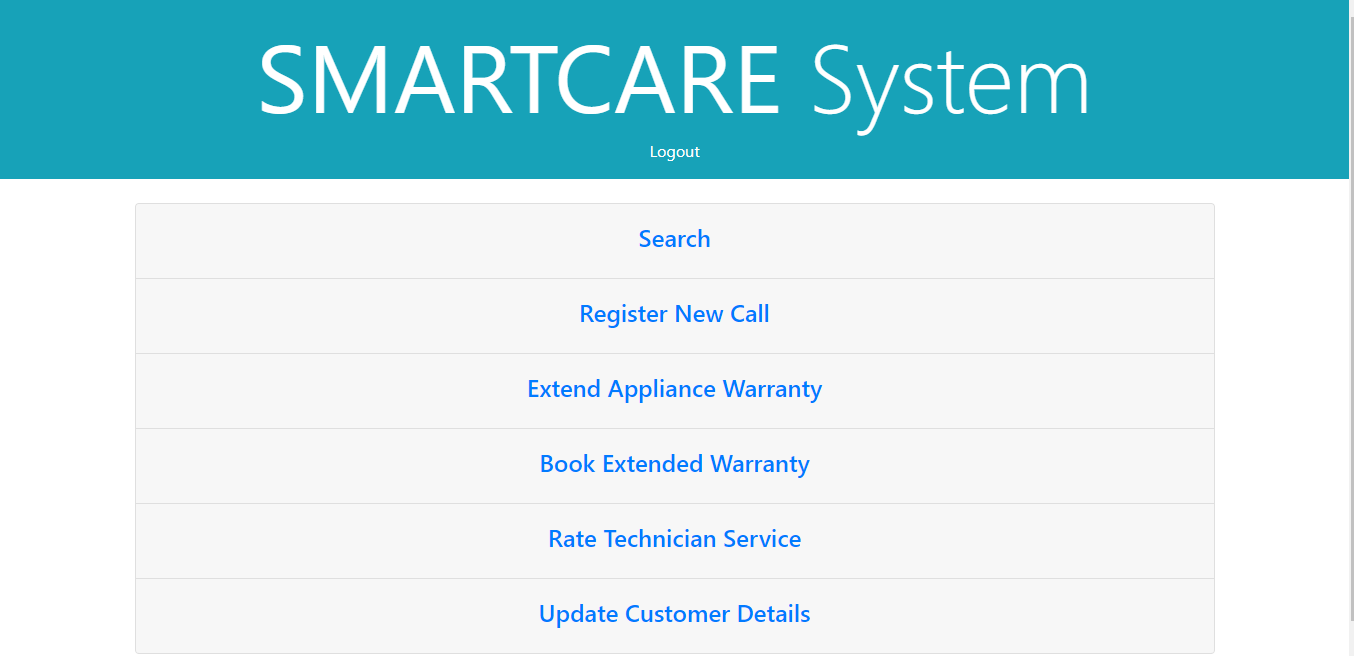 SMARTCARE System
Logout
Search
Register New Call
Extend Appliance Warranty
Book Extended Warranty
Rate Technician Service
Update Customer Details